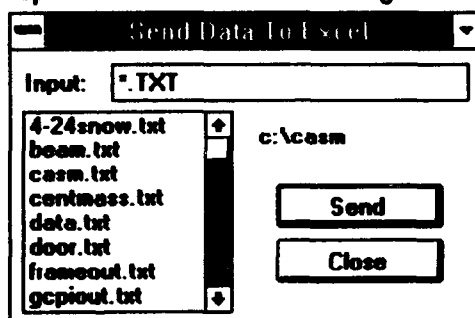 Send Data To Excel
Input: *.TXT
4-24snow.txt
beam.txt
casm.txt
centmass.txt
data.txt
door.txt
frameout.txt
gcpiout.txt
c:\casm
Send
Close